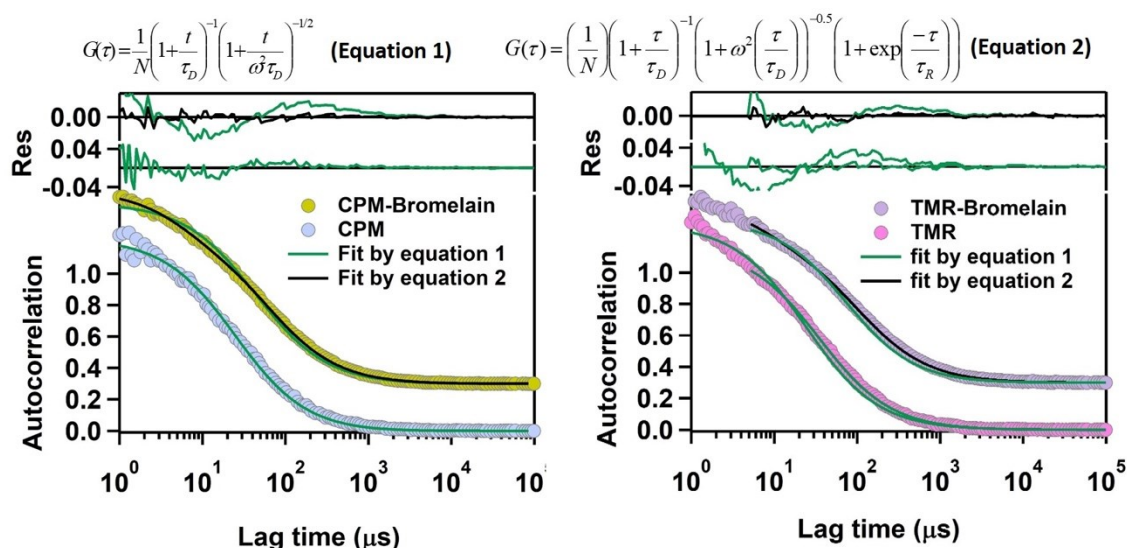 G(τ)=1/N(1+t/τ_D)^-1(1+t/ω²τ_D)^-1/2 (Equation 1)
G(τ)=(1/N)(1+τ/τ_D)^-1(1+ω²(τ/τ_D))^-0.5(1+exp(-τ/τ_R)) (Equation 2)
Res
0.00
0.04
-0.04
CPM-Bromelain
CPM
Fit by equation 1
Fit by equation 2
Autocorrelation
1.0
0.8
0.6
0.4
0.2
0.0
10^0 10^1 10^2 10^3 10^4 10^5
Lag time (μs)
Res
0.00
0.04
-0.04
TMR-Bromelain
TMR
fit by equation 1
fit by equation 2
Autocorrelation
1.0
0.8
0.6
0.4
0.2
0.0
10^0 10^1 10^2 10^3 10^4 10^5
Lag time (μs)